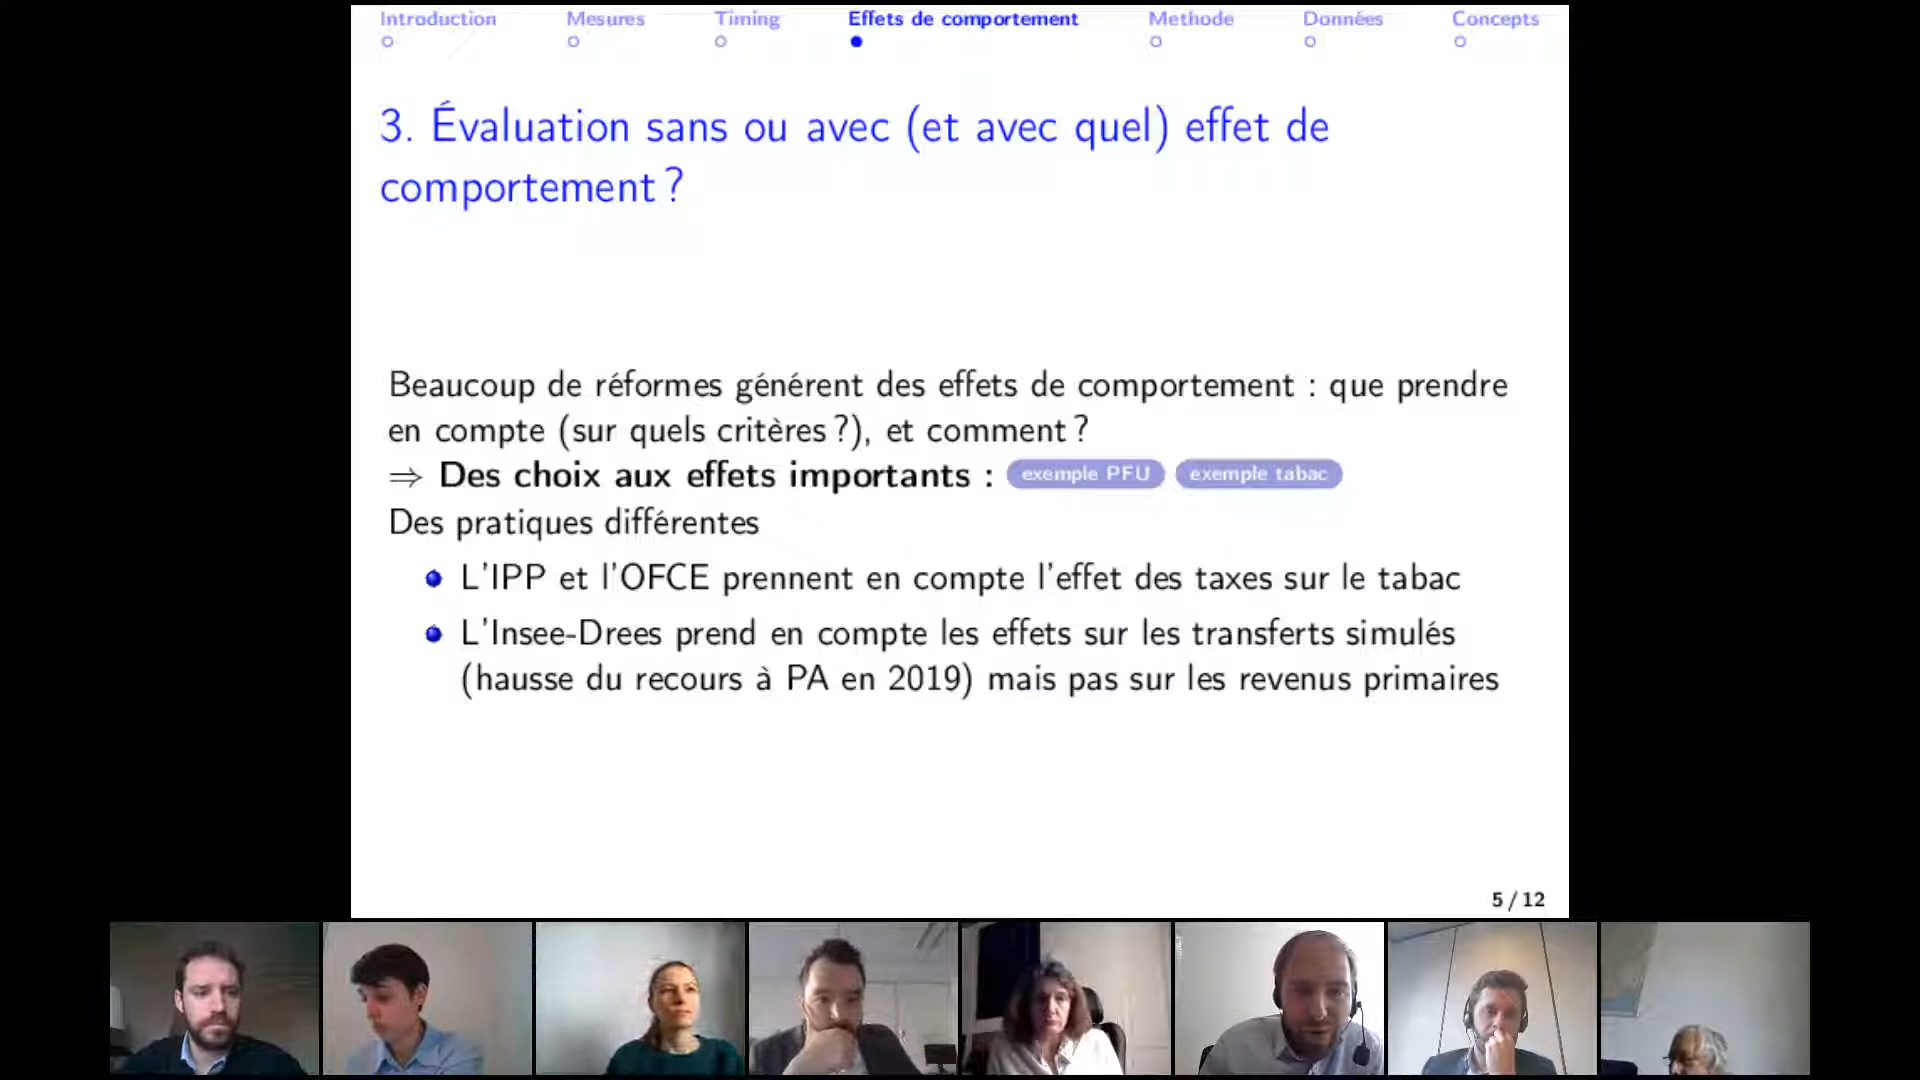 Introduction Mesures Timing Effets de comportement Methode Données Concepts
3. Évaluation sans ou avec (et avec quel) effet de
comportement ?
Beaucoup de réformes générent des effets de comportement : que prendre
en compte (sur quels critères ?), et comment ?
⇒ Des choix aux effets importants : exemple PFU exemple tabac
Des pratiques différentes
L'IPP et l'OFCE prennent en compte l'effet des taxes sur le tabac
L'Insee-Drees prend en compte les effets sur les transferts simulés
(hausse du recours à PA en 2019) mais pas sur les revenus primaires
5 / 12